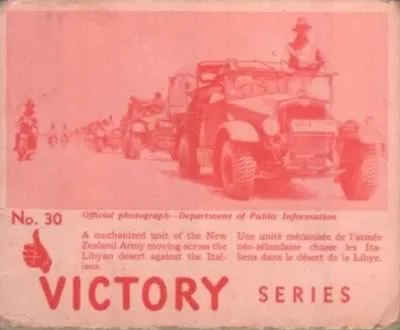 No. 30
Official photograph—Department of Public Information
A mechanized unit of the New
Zealand Army moving across the
Libyan desert against the Ital-
ians.
Une unité mécanisée de l'armée
néo-zélandaise chasse les Ita-
liens dans le désert de la Libye.
VICTORY SERIES